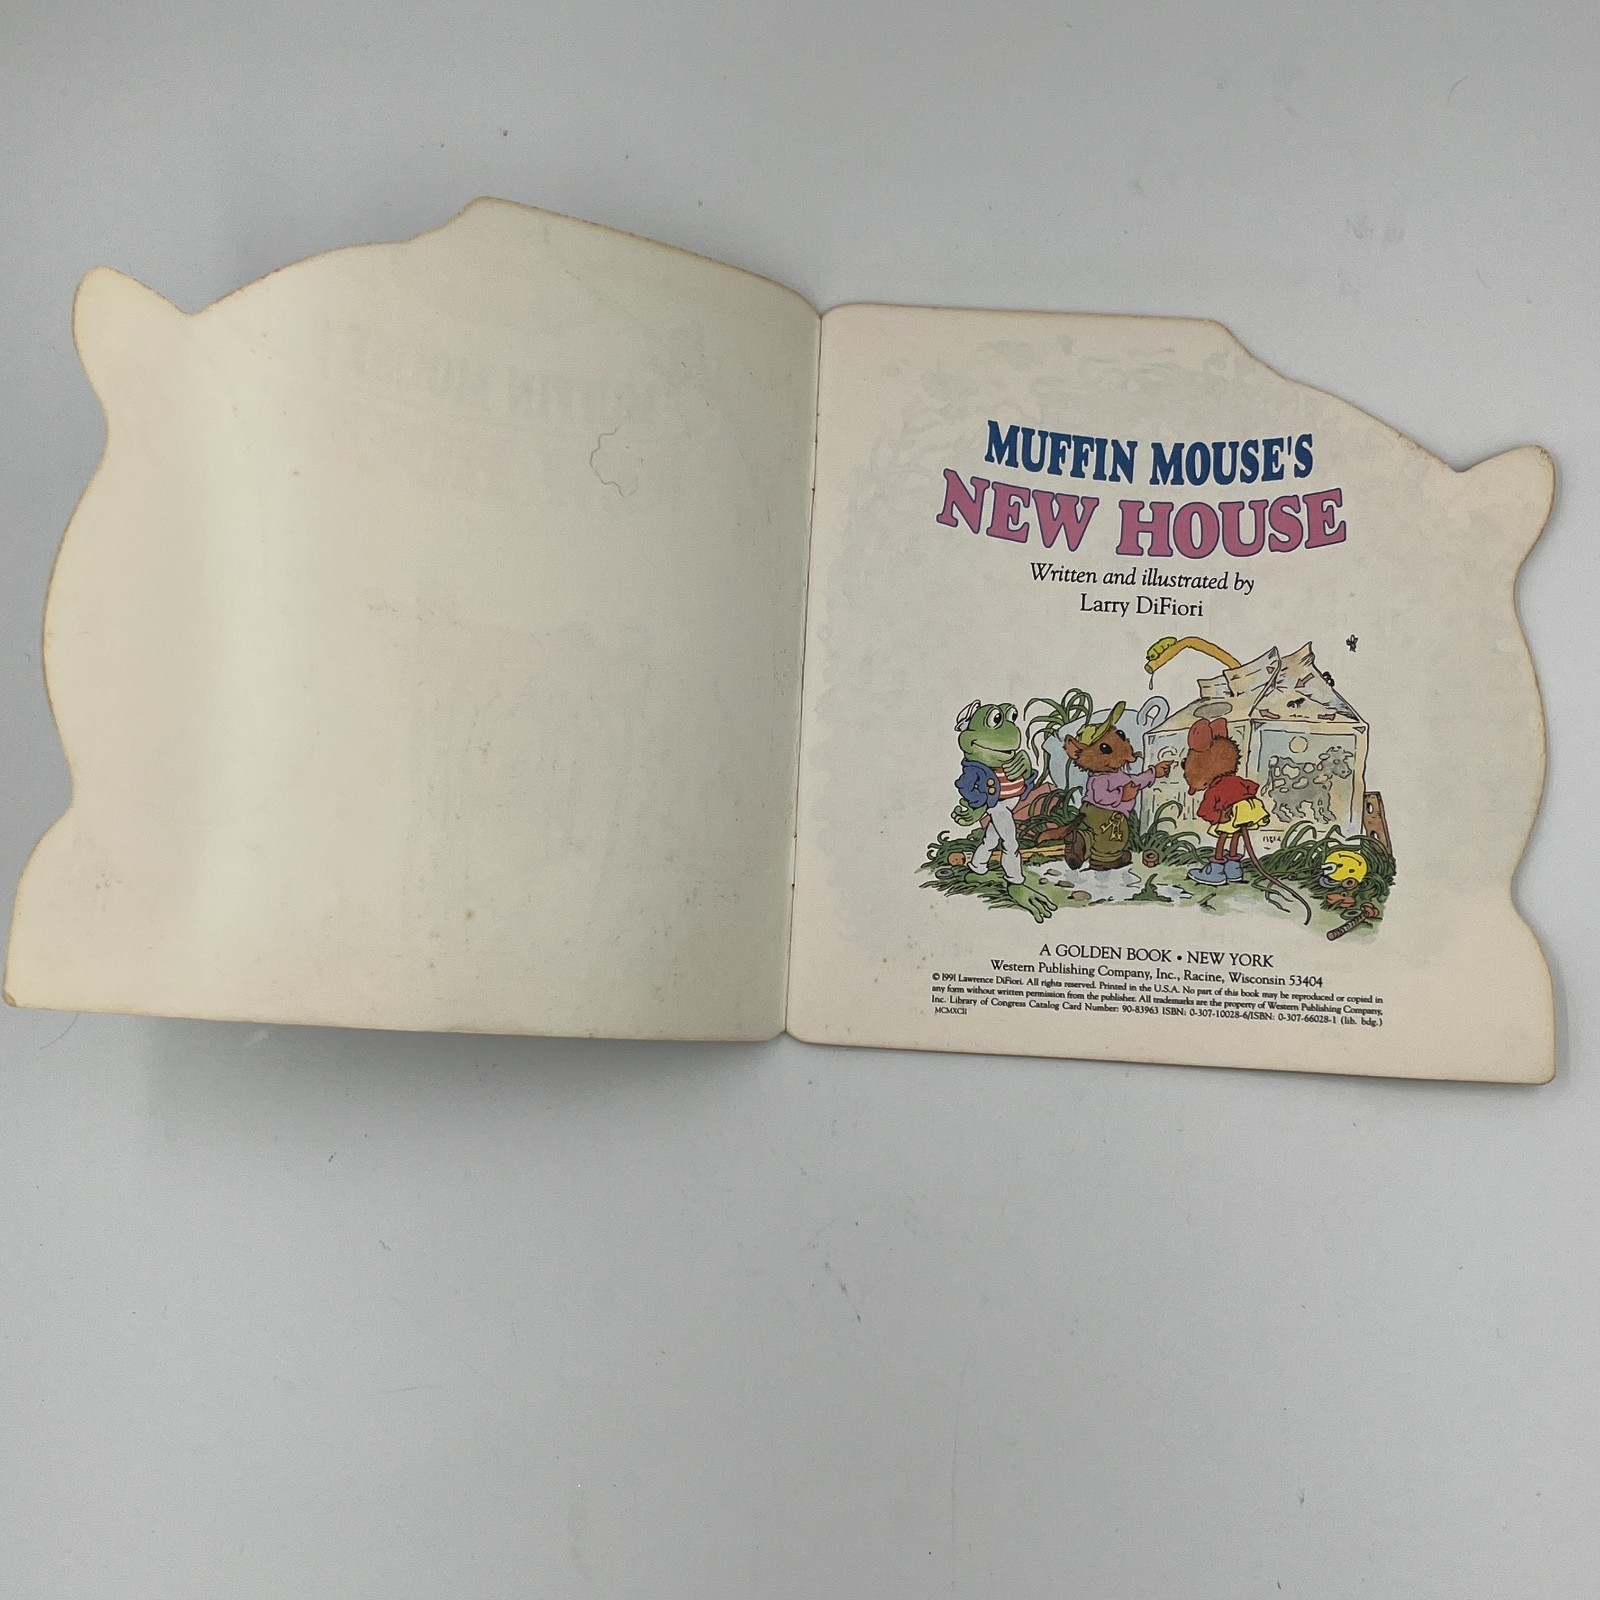 MUFFIN MOUSE'S
NEW HOUSE
Written and illustrated by
Larry DiFiori
A GOLDEN BOOK • NEW YORK
Western Publishing Company, Inc., Racine, Wisconsin 53404
© 1991 Lawrence DiFiori. All rights reserved. Printed in the U.S.A. No part of this book may be reproduced or copied in
any form without written permission from the publisher. All trademarks are the property of Western Publishing Company,
Inc. Library of Congress Catalog Card Number: 90-83963 ISBN: 0-307-10028-6/ISBN: 0-307-66028-1 (lib. bdg.)
MCMXCII